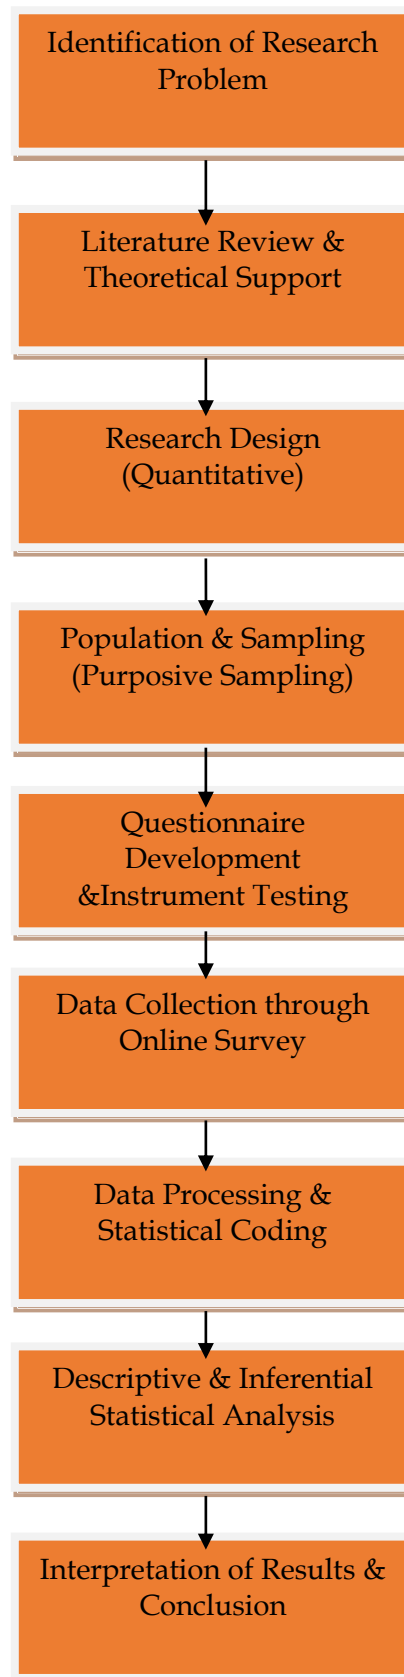 Identification of Research
Problem
Literature Review &
Theoretical Support
Research Design
(Quantitative)
Population & Sampling
(Purposive Sampling)
Questionnaire
Development
&Instrument Testing
Data Collection through
Online Survey
Data Processing &
Statistical Coding
Descriptive & Inferential
Statistical Analysis
Interpretation of Results &
Conclusion